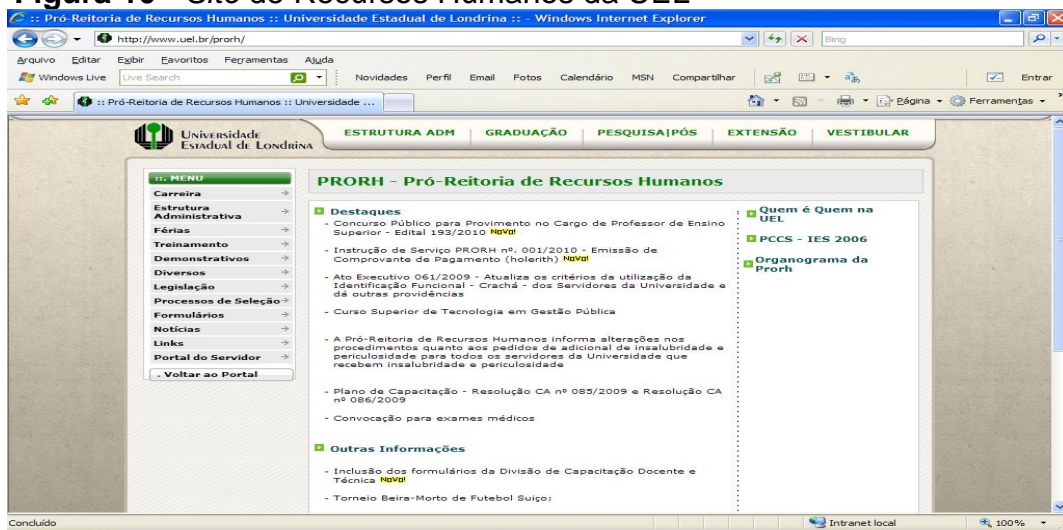 Figura 10 - Site de Recursos Humanos da UEL
:: Pró-Reitoria de Recursos Humanos :: Universidade Estadual de Londrina :: - Windows Internet Explorer
http://www.uel.br/prorh/
Bing
Arquivo Editar Exibir Favoritos Ferramentas Ajuda
Windows Live Live Search Novidades Perfil Email Fotos Calendário MSN Compartilhar Entrar
:: Pró-Reitoria de Recursos Humanos :: Universidade ... Página Ferramentas
Universidade
Estadual de Londrina
ESTRUTURA ADM GRADUAÇÃO PESQUISA|PÓS EXTENSÃO VESTIBULAR
::. MENU
Carreira
Estrutura
Administrativa
Férias
Treinamento
Demonstrativos
Diversos
Legislação
Processos de Seleção
Formulários
Notícias
Links
Portal do Servidor
. Voltar ao Portal
PRORH - Pró-Reitoria de Recursos Humanos
Destaques
- Concurso Público para Provimento no Cargo de Professor de Ensino
Superior - Edital 193/2010 Novo!
- Instrução de Serviço PRORH nº. 001/2010 - Emissão de
Comprovante de Pagamento (holerith) Novo!
- Ato Executivo 061/2009 - Atualiza os critérios da utilização da
Identificação Funcional - Crachá - dos Servidores da Universidade e
dá outras providências
- Curso Superior de Tecnologia em Gestão Pública
- A Pró-Reitoria de Recursos Humanos informa alterações nos
procedimentos quanto aos pedidos de adicional de insalubridade e
periculosidade para todos os servidores da Universidade que
recebem insalubridade e periculosidade
- Plano de Capacitação - Resolução CA nº 085/2009 e Resolução CA
nº 086/2009
- Convocação para exames médicos
Outras Informações
- Inclusão dos formulários da Divisão de Capacitação Docente e
Técnica Novo!
- Torneio Beira-Morto de Futebol Suiço:
Quem é Quem na
UEL
PCCS - IES 2006
Organograma da
Prorh
Concluído
Intranet local
100%